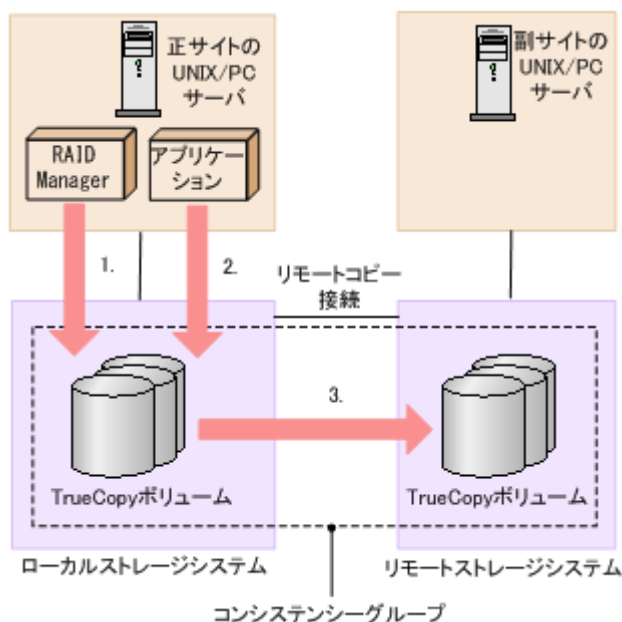 正サイトの
UNIX/PC
サーバ
副サイトの
UNIX/PC
サーバ
RAID
Manager
アプリケー
ション
1.
2.
リモートコピー
接続
3.
TrueCopyボリューム
TrueCopyボリューム
ローカルストレージシステム
リモートストレージシステム
コンシステンシーグループ